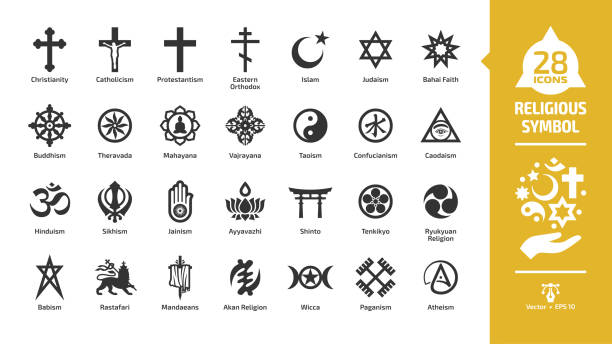 Christianity
Catholicism
Protestantism
Eastern
Orthodox
Islam
Judaism
Bahai Faith
Buddhism
Theravada
Mahayana
Vajrayana
Taoism
Confucianism
Caodaism
Hinduism
Sikhism
Jainism
Ayyavazhi
Shinto
Tenkikyo
Ryukyuan
Religion
Babism
Rastafari
Mandaeans
Akan Religion
Wicca
Paganism
Atheism
28
ICONS
RELIGIOUS
SYMBOL
Vector • EPS 10